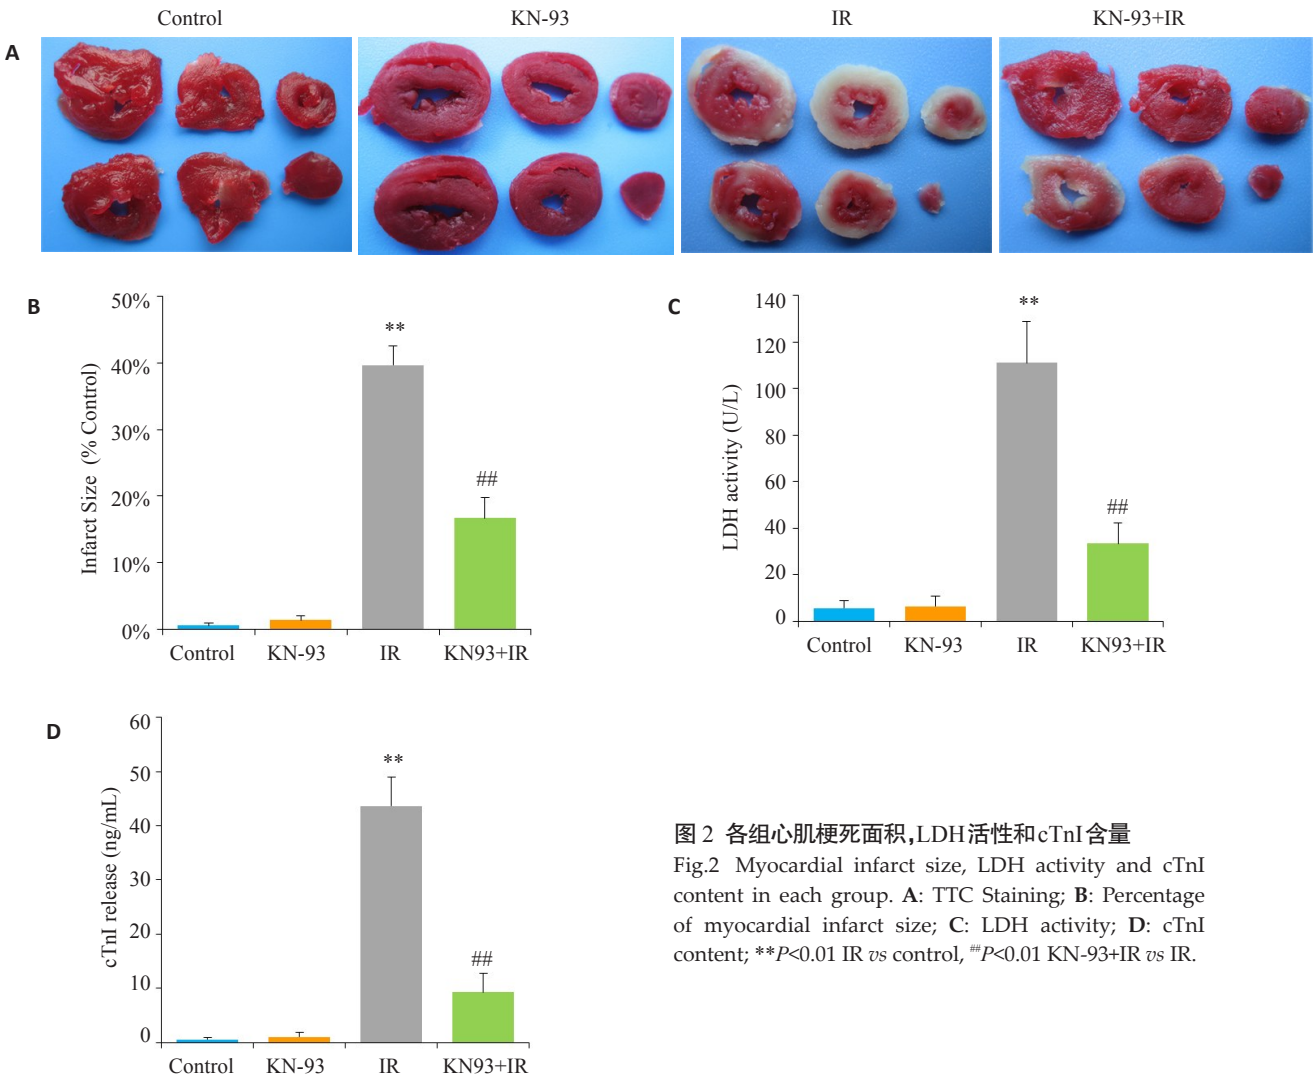 Control KN-93 IR KN-93+IR
A
B
50%
40%
30%
20%
10%
0%
Infarct Size (% Control)
**
##
Control KN-93 IR KN93+IR
C
140
120
100
80
60
40
20
0
LDH activity (U/L)
**
##
Control KN-93 IR KN93+IR
D
60
50
40
30
20
10
0
cTnI release (ng/mL)
**
##
Control KN-93 IR KN93+IR
图 2 各组心肌梗死面积,LDH活性和cTnI含量
Fig.2 Myocardial infarct size, LDH activity and cTnI
content in each group. A: TTC Staining; B: Percentage
of myocardial infarct size; C: LDH activity; D: cTnI
content; **P<0.01 IR vs control, ##P<0.01 KN-93+IR vs IR.